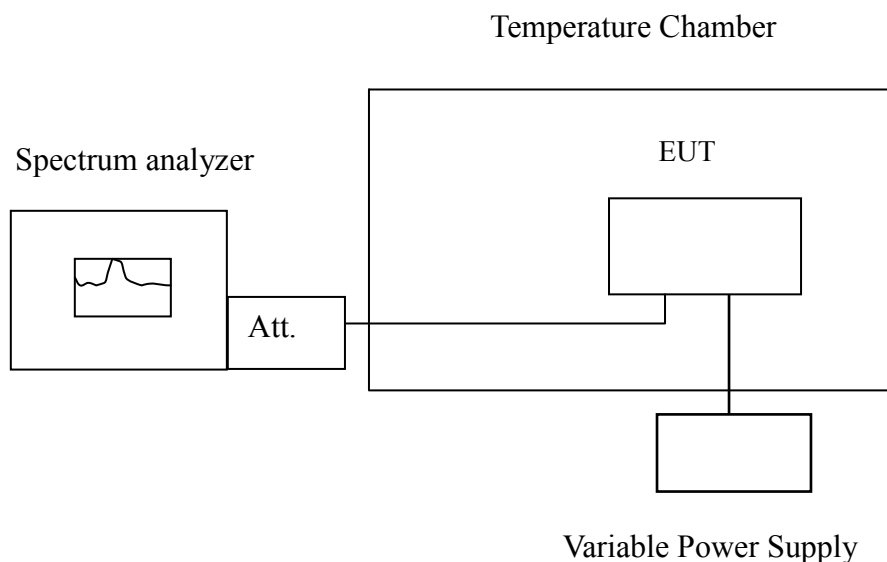 Temperature Chamber
Spectrum analyzer
EUT
Att.
Variable Power Supply